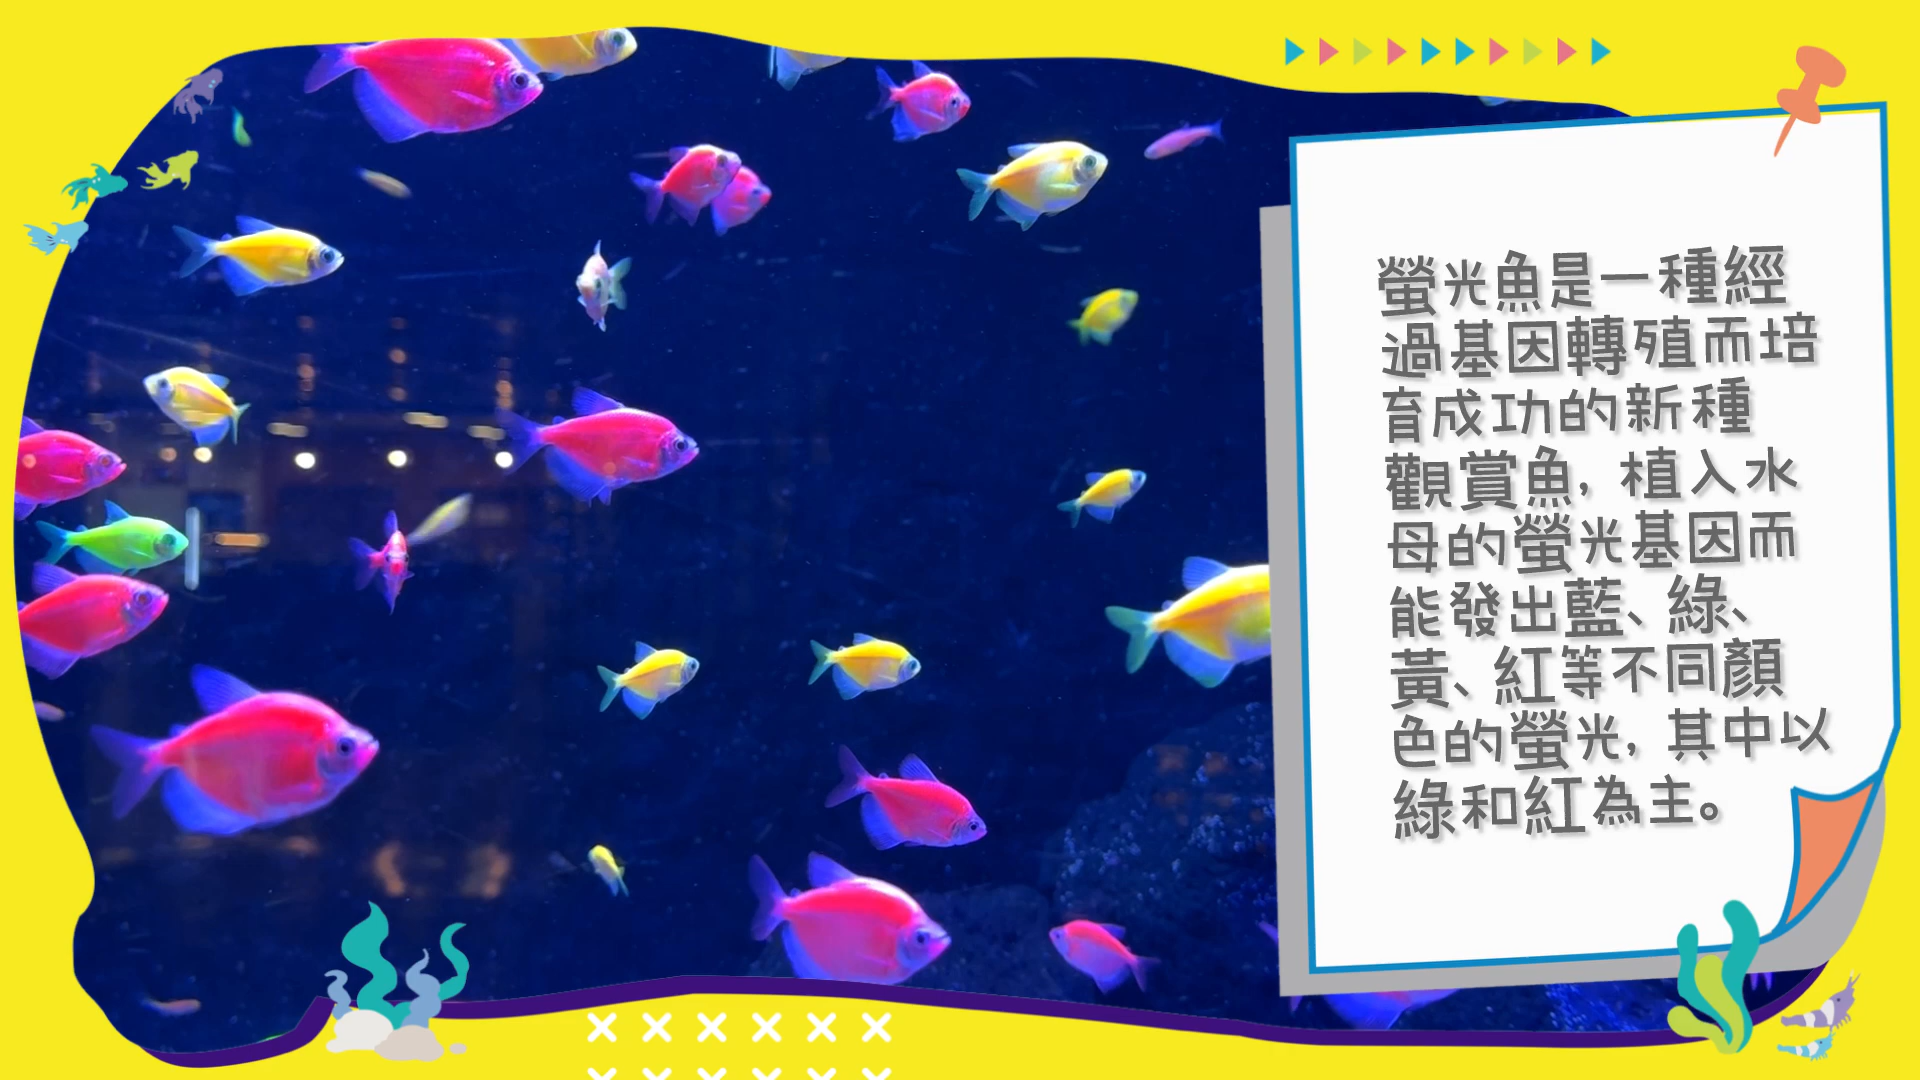 螢光魚是一種經
過基因轉殖而培
育成功的新種
觀賞魚，植入水
母的螢光基因而
能發出藍、綠、
黃、紅等不同顏
色的螢光，其中以
綠和紅為主。